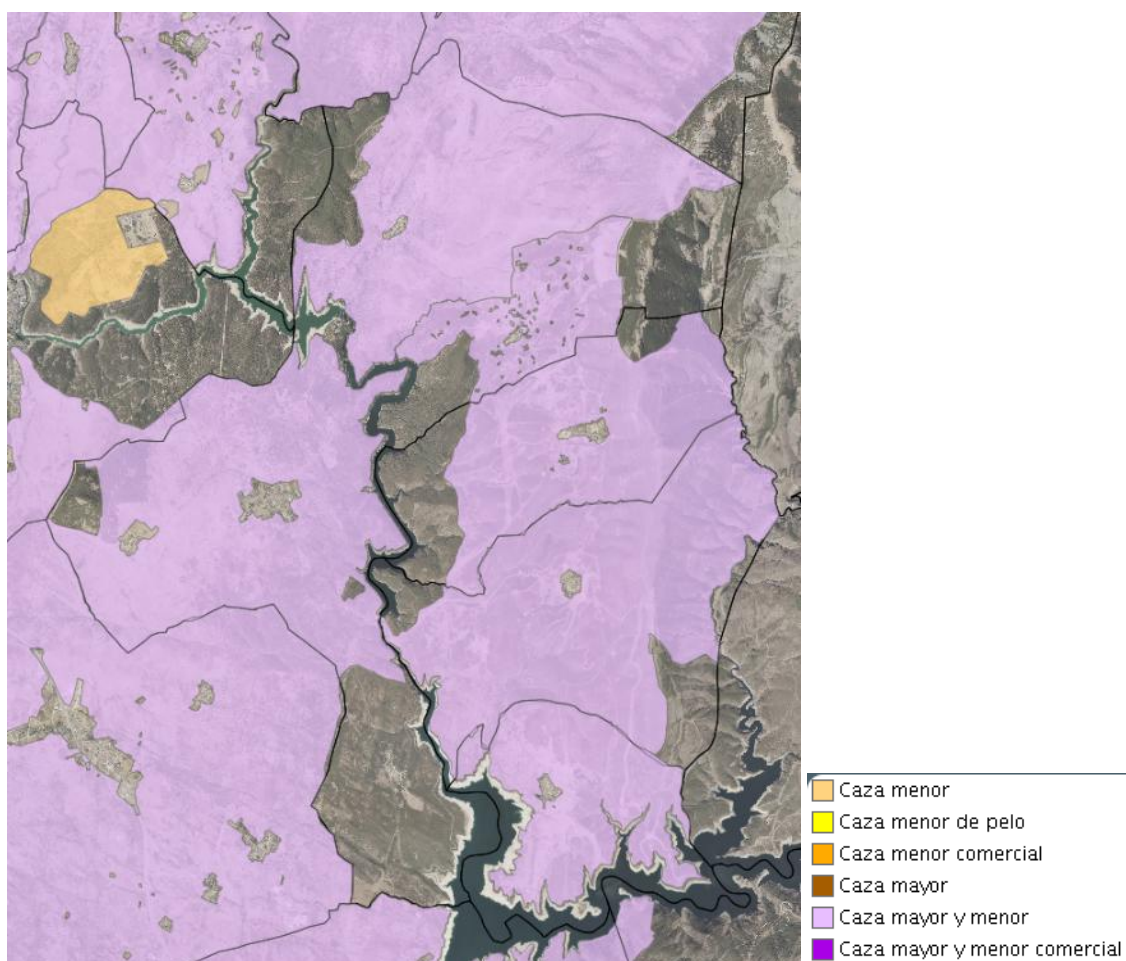 Caza menor
Caza menor de pelo
Caza menor comercial
Caza mayor
Caza mayor y menor
Caza mayor y menor comercial